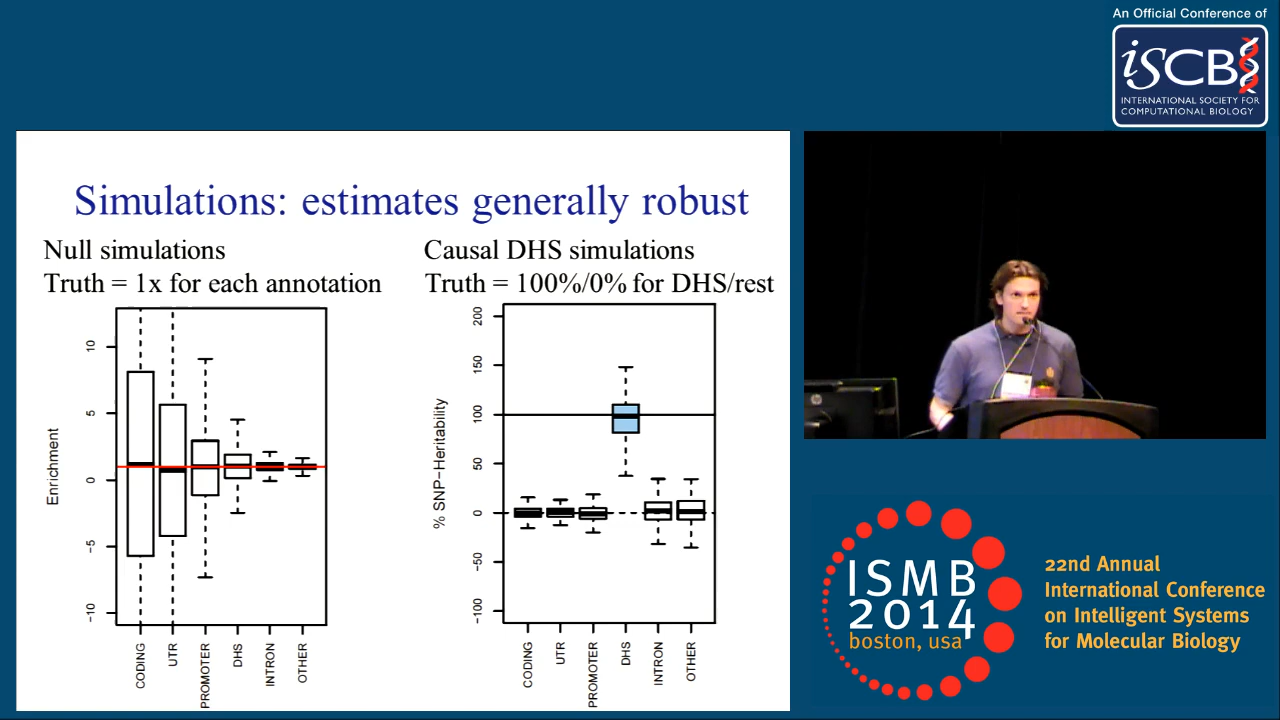 An Official Conference of
iSCB
INTERNATIONAL SOCIETY FOR
COMPUTATIONAL BIOLOGY
Simulations: estimates generally robust
Null simulations
Truth = 1x for each annotation
Causal DHS simulations
Truth = 100%/0% for DHS/rest
Enrichment
10
5
0
−5
−10
CODING
UTR
PROMOTER
DHS
INTRON
OTHER
% SNP−Heritability
200
150
100
50
0
−50
−100
CODING
UTR
PROMOTER
DHS
INTRON
OTHER
hp
ISMB
2014
boston, usa
22nd Annual
International Conference
on Intelligent Systems
for Molecular Biology